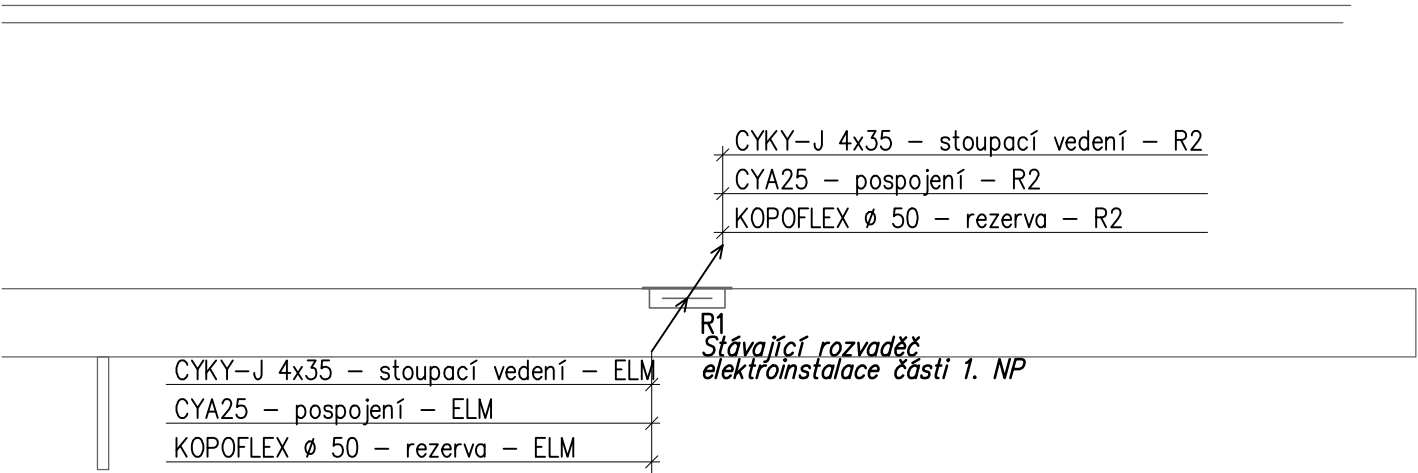 CYKY–J 4x35 – stoupací vedení – R2
CYA25 – pospojení – R2
KOPOFLEX ø 50 – rezerva – R2
R1
Stávající rozvaděč
elektroinstalace části 1. NP
CYKY–J 4x35 – stoupací vedení – ELM
CYA25 – pospojení – ELM
KOPOFLEX ø 50 – rezerva – ELM